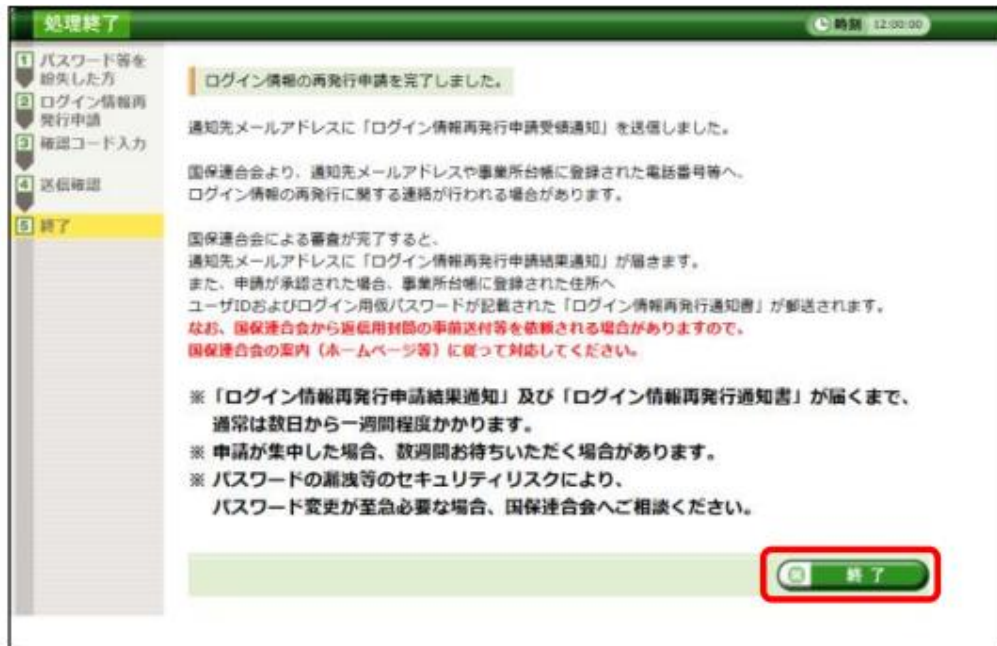 処理終了
時刻 12:00:00
1 パスワード等を
紛失した方
2 ログイン情報再
発行申請
3 確認コード入力
4 送信確認
5 終了
ログイン情報の再発行申請を完了しました。
通知先メールアドレスに「ログイン情報再発行申請受領通知」を送信しました。
国保連合会より、通知先メールアドレスや事業所台帳に登録された電話番号等へ、
ログイン情報の再発行に関する連絡が行われる場合があります。
国保連合会による審査が完了すると、
通知先メールアドレスに「ログイン情報再発行申請結果通知」が届きます。
また、申請が承認された場合、事業所台帳に登録された住所へ
ユーザIDおよびログイン用仮パスワードが記載された「ログイン情報再発行通知書」が郵送されます。
なお、国保連合会から返信用封筒の事前送付等を依頼される場合がありますので、
国保連合会の案内（ホームページ等）に従って対応してください。
※「ログイン情報再発行申請結果通知」及び「ログイン情報再発行通知書」が届くまで、
通常は数日から一週間程度かかります。
※ 申請が集中した場合、数週間お待ちいただく場合があります。
※ パスワードの漏洩等のセキュリティリスクにより、
パスワード変更が至急必要な場合、国保連合会へご相談ください。
終了